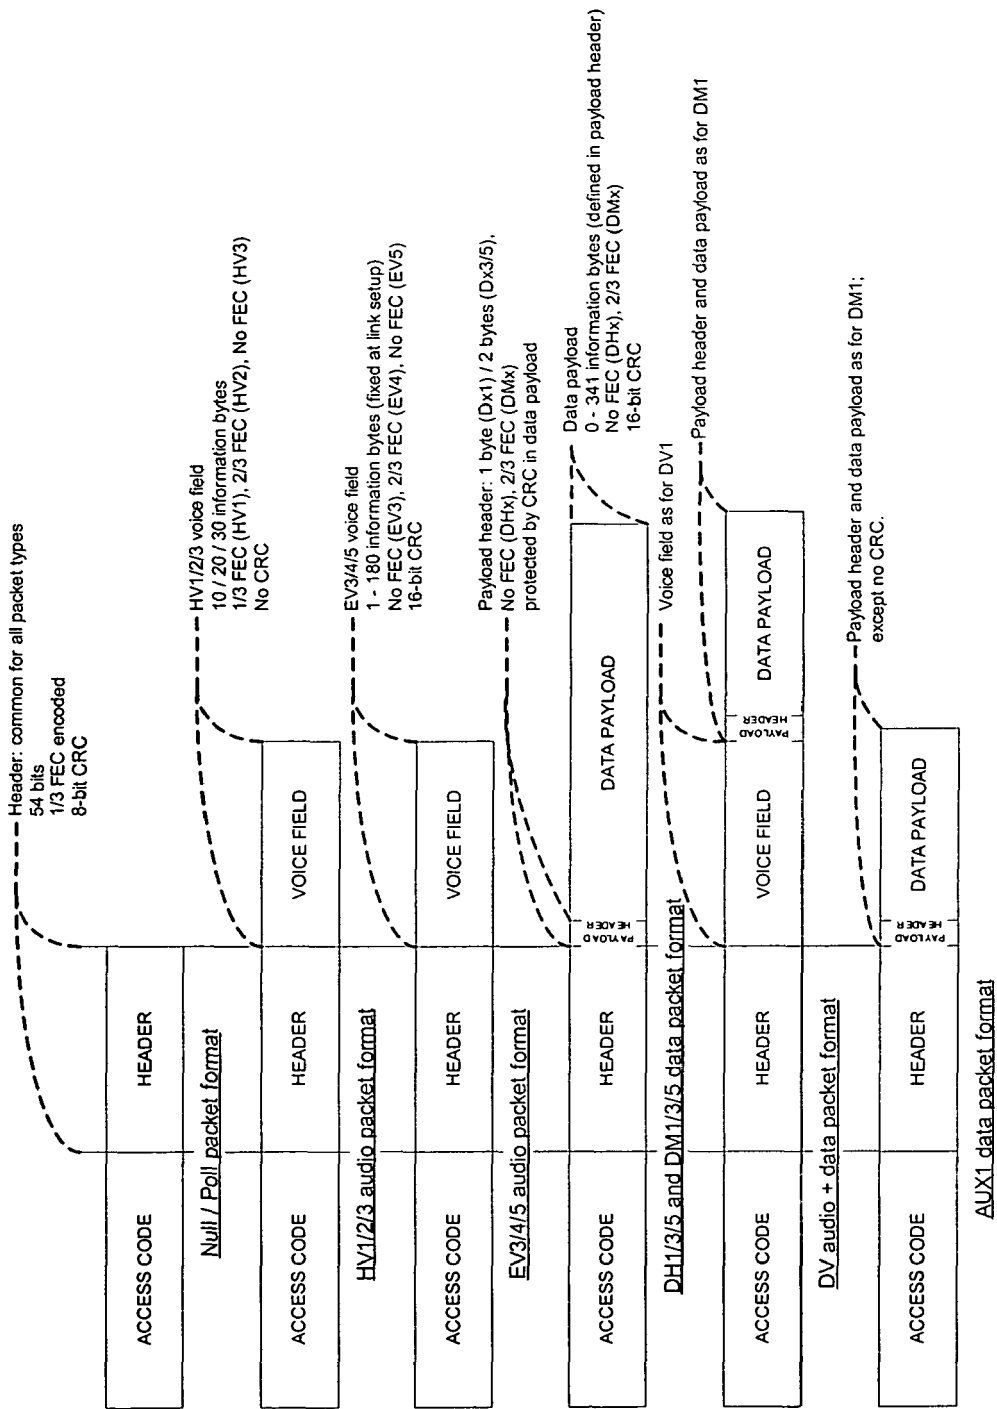 Header: common for all packet types
54 bits
1/3 FEC encoded
8-bit CRC
ACCESS CODE
HEADER
Null / Poll packet format
HV1/2/3 voice field
10 / 20 / 30 information bytes
1/3 FEC (HV1), 2/3 FEC (HV2), No FEC (HV3)
No CRC
ACCESS CODE
HEADER
VOICE FIELD
HV1/2/3 audio packet format
EV3/4/5 voice field
1 - 180 information bytes (fixed at link setup)
No FEC (EV3), 2/3 FEC (EV4), No FEC (EV5)
16-bit CRC
ACCESS CODE
HEADER
VOICE FIELD
EV3/4/5 audio packet format
Payload header: 1 byte (Dx1) / 2 bytes (Dx3/5),
No FEC (DHx), 2/3 FEC (DMx)
protected by CRC in data payload
Data payload
0 - 341 information bytes (defined in payload header)
No FEC (DHx), 2/3 FEC (DMx)
16-bit CRC
ACCESS CODE
HEADER
PAYLOAD
HEADER
DATA PAYLOAD
DH1/3/5 and DM1/3/5 data packet format
Voice field as for DV1
Payload header and data payload as for DM1
ACCESS CODE
HEADER
VOICE FIELD
PAYLOAD
HEADER
DATA PAYLOAD
DV audio + data packet format
Payload header and data payload as for DM1;
except no CRC.
ACCESS CODE
HEADER
PAYLOAD
HEADER
DATA PAYLOAD
AUX1 data packet format